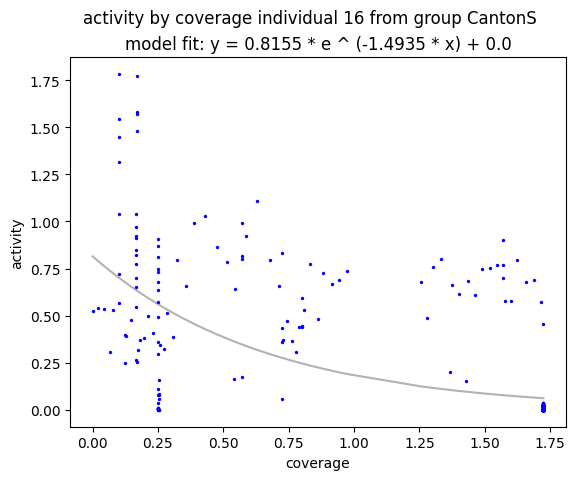 activity by coverage individual 16 from group CantonS
model fit: y = 0.8155 * e ^ (-1.4935 * x) + 0.0
1.75
1.50
1.25
1.00
0.75
0.50
0.25
0.00
activity
0.00 0.25 0.50 0.75 1.00 1.25 1.50 1.75
coverage